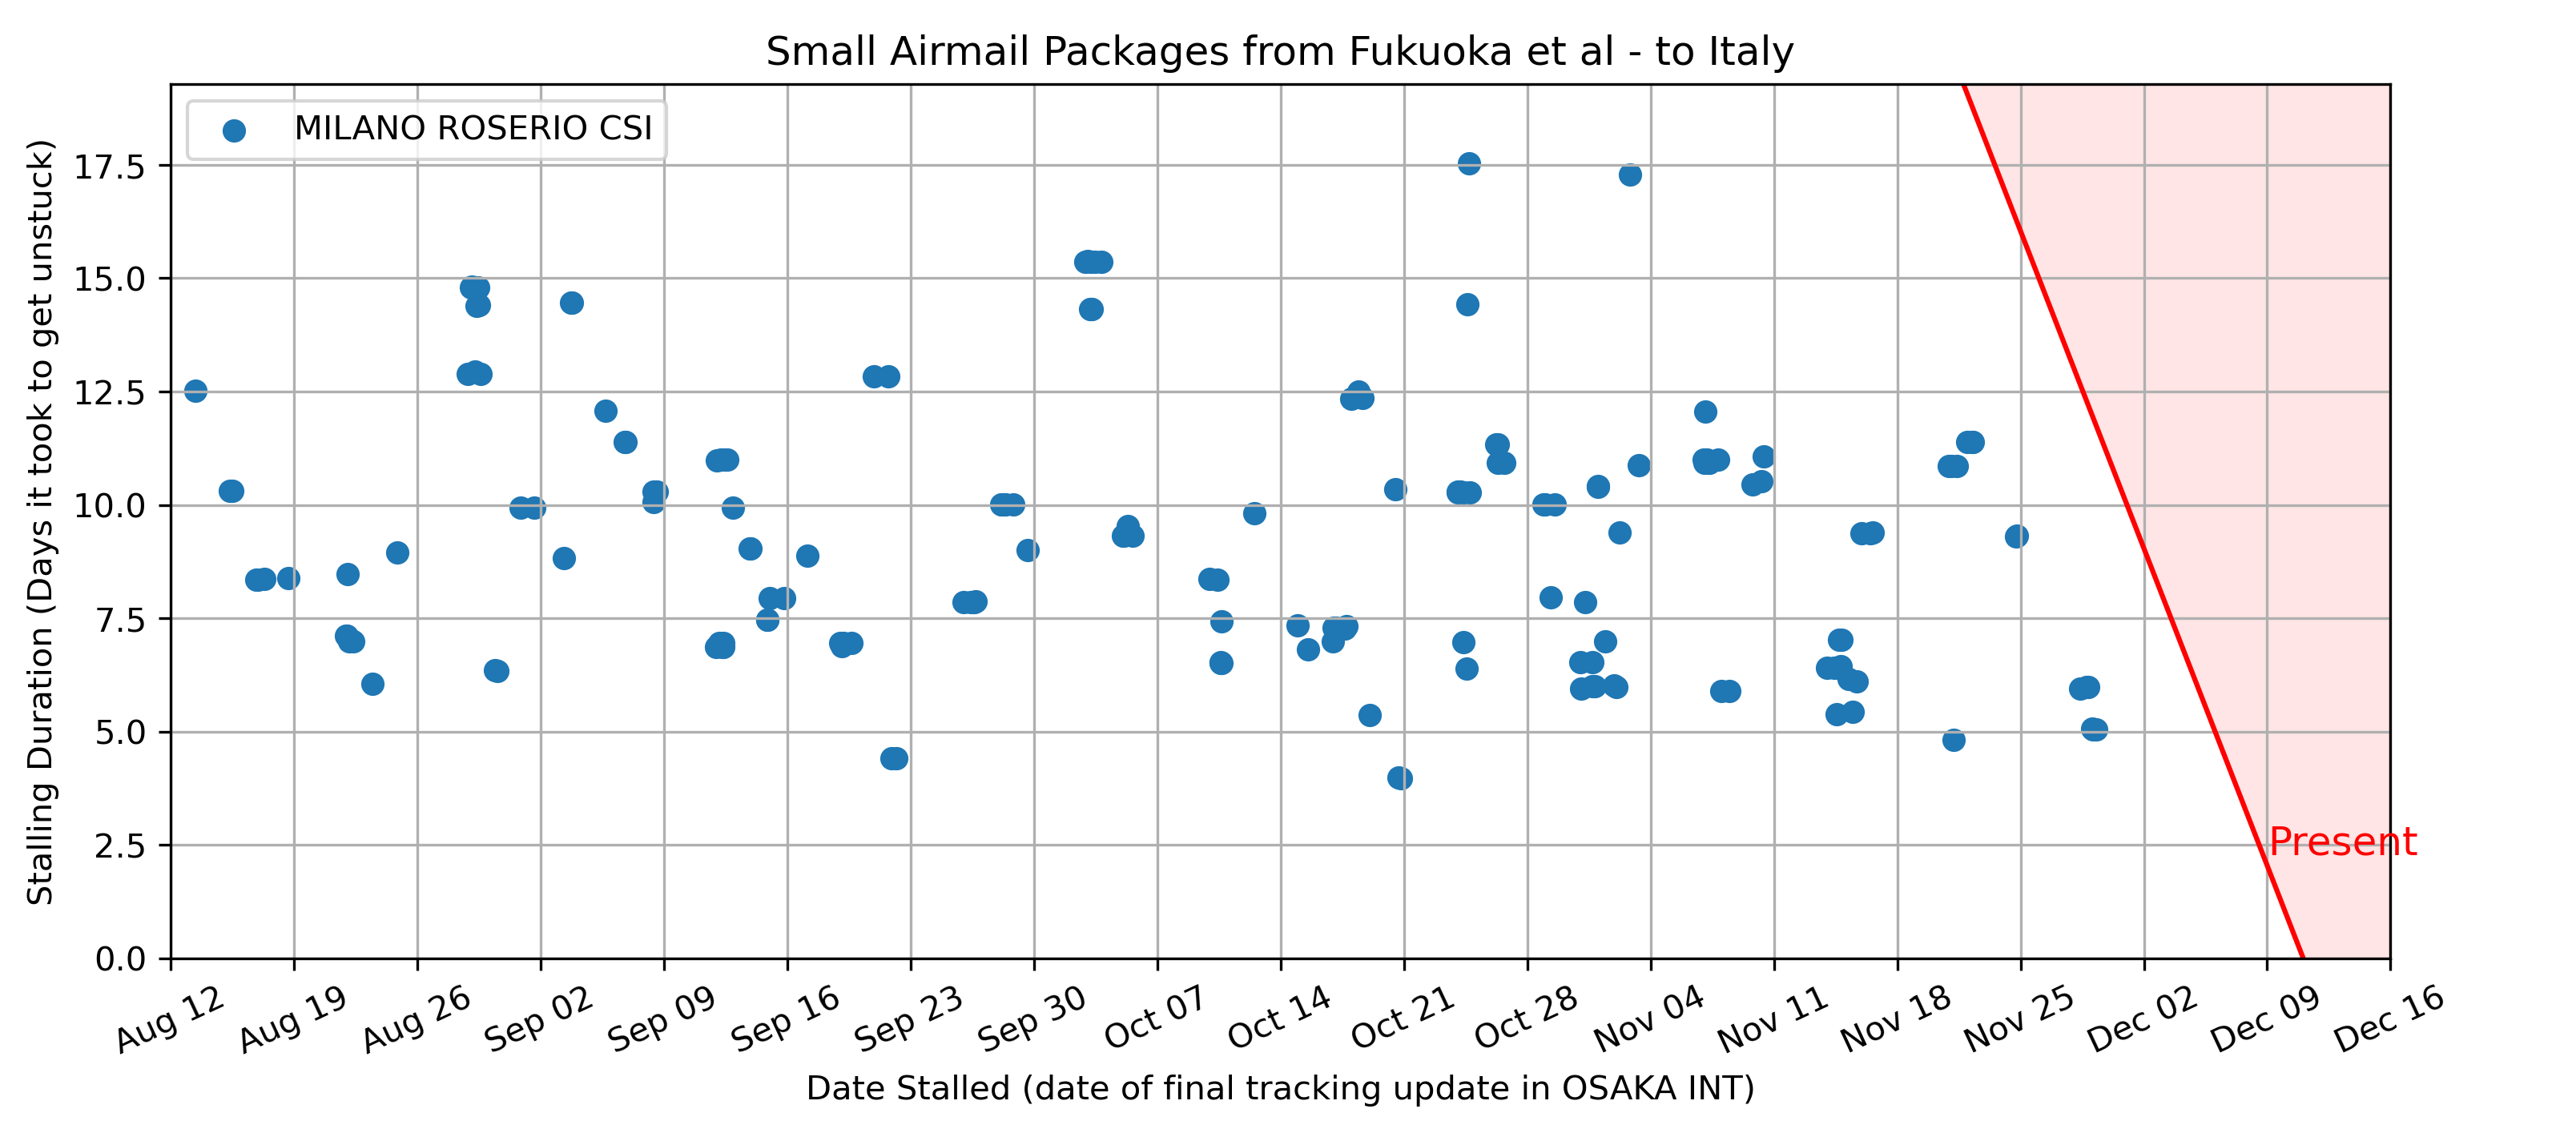 Small Airmail Packages from Fukuoka et al - to Italy
MILANO ROSERIO CSI
Stalling Duration (Days it took to get unstuck)
17.5
15.0
12.5
10.0
7.5
5.0
2.5
0.0
Present
Aug 12
Aug 19
Aug 26
Sep 02
Sep 09
Sep 16
Sep 23
Sep 30
Oct 07
Oct 14
Oct 21
Oct 28
Nov 04
Nov 11
Nov 18
Nov 25
Dec 02
Dec 09
Dec 16
Date Stalled (date of final tracking update in OSAKA INT)